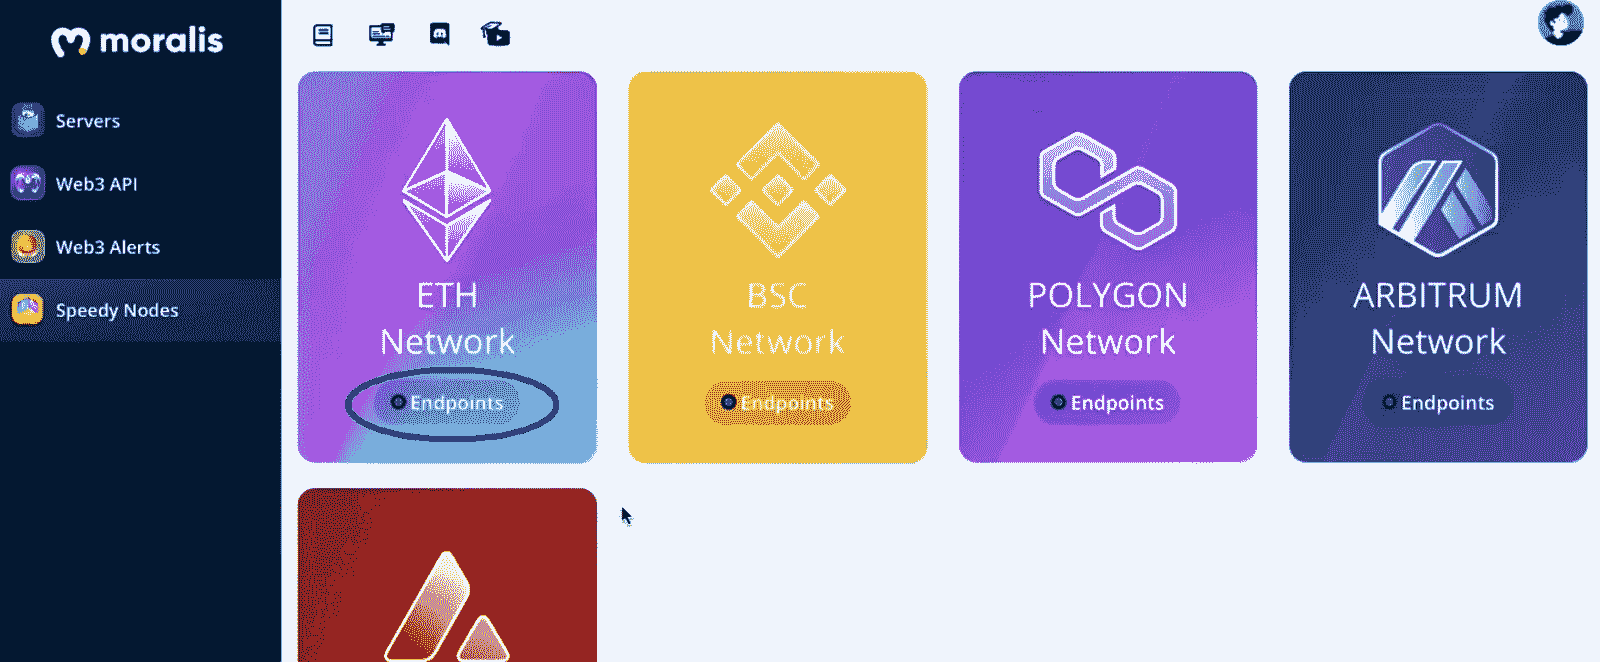 moralis
Servers
Web3 API
Web3 Alerts
Speedy Nodes
ETH
Network
Endpoints
BSC
Network
Endpoints
POLYGON
Network
Endpoints
ARBITRUM
Network
Endpoints